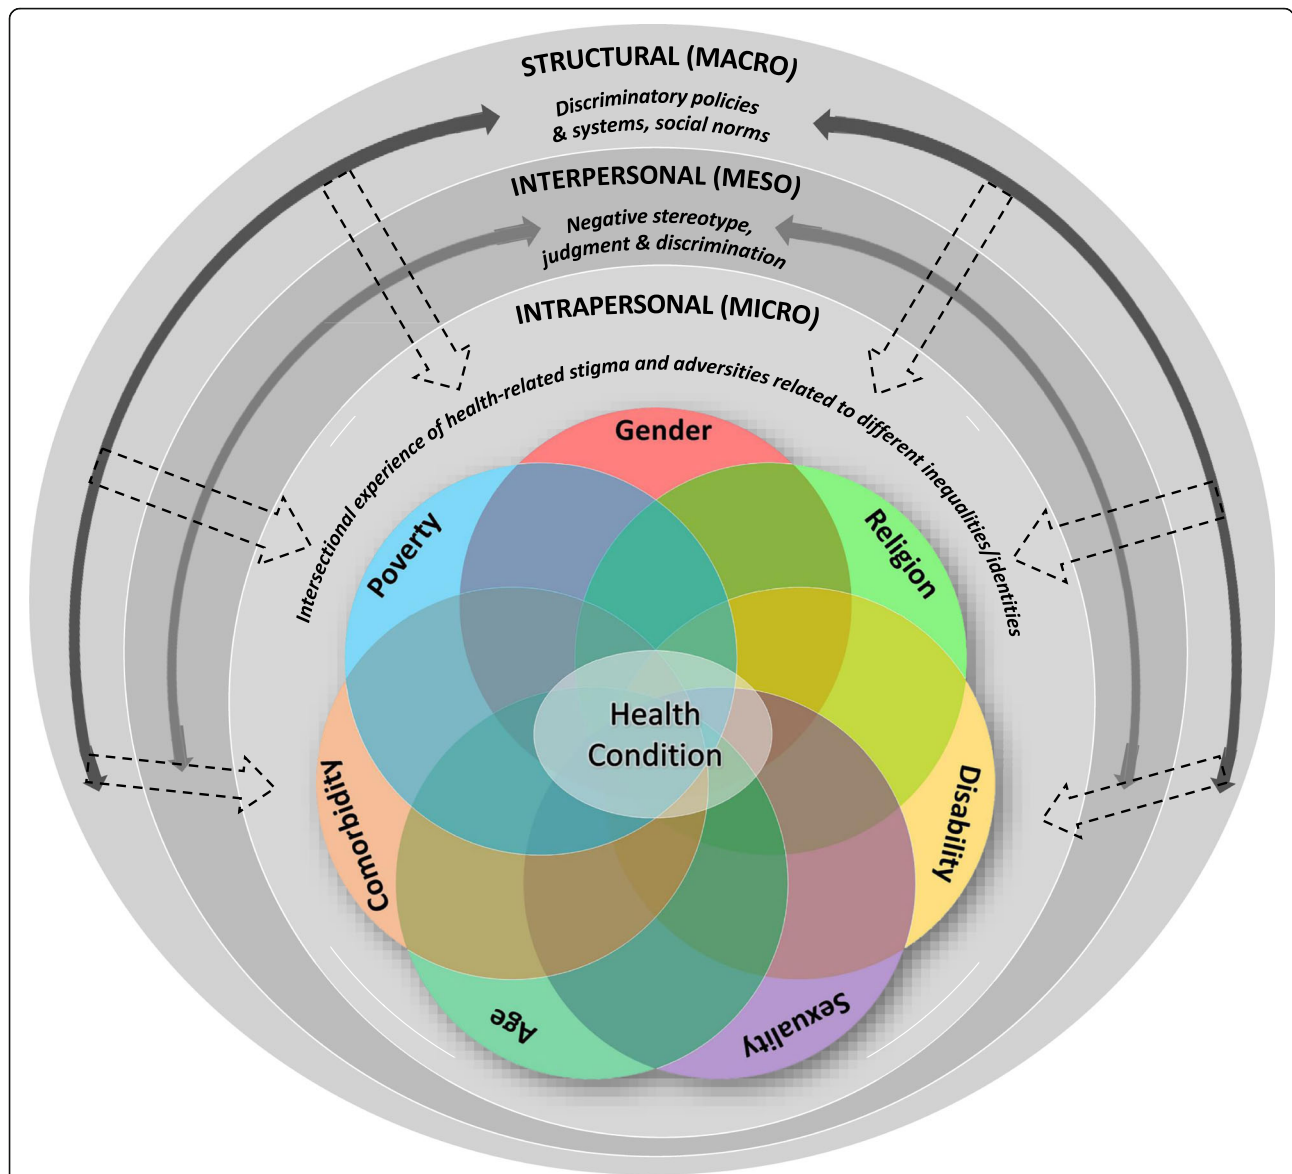 STRUCTURAL (MACRO)
Discriminatory policies
& systems, social norms
INTERPERSONAL (MESO)
Negative stereotype,
judgment & discrimination
INTRAPERSONAL (MICRO)
Intersectional experience of health-related stigma and adversities related to different inequalities/identities
Gender
Poverty
Religion
Health
Condition
Comorbidity
Disability
Age
Sexuality